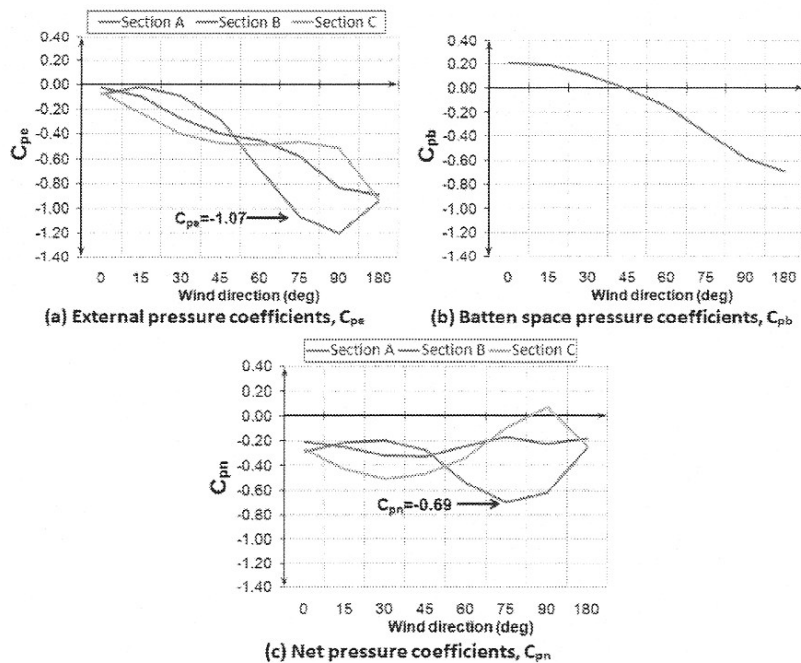 Section A Section B Section C
0.40
0.20
0.00
-0.20
-0.40
-0.60
-0.80
-1.00
-1.20
-1.40
Cpe
Cpe=-1.07
0 15 30 45 60 75 90 180
Wind direction (deg)
(a) External pressure coefficients, Cpe
0.40
0.20
0.00
-0.20
-0.40
-0.60
-0.80
-1.00
-1.20
-1.40
Cpb
0 15 30 45 60 75 90 180
Wind direction (deg)
(b) Batten space pressure coefficients, Cpb
Section A Section B Section C
0.40
0.20
0.00
-0.20
-0.40
-0.60
-0.80
-1.00
-1.20
-1.40
Cpn
Cpn=-0.69
0 15 30 45 60 75 90 180
Wind direction (deg)
(c) Net pressure coefficients, Cpn